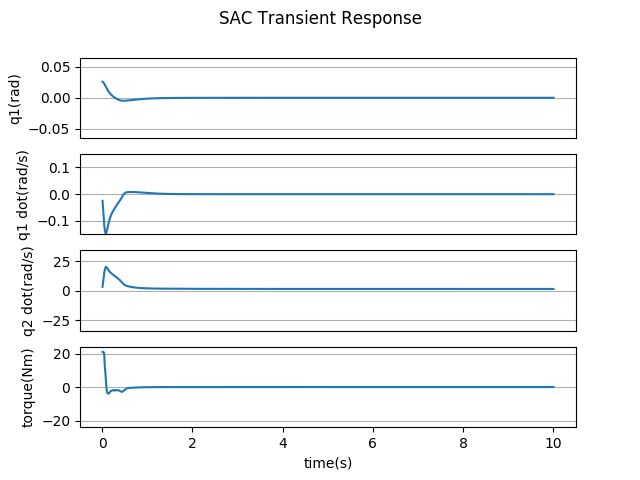 SAC Transient Response
0.05
0.00
−0.05
q1(rad)
0.1
0.0
−0.1
q1 dot(rad/s)
25
0
−25
q2 dot(rad/s)
20
0
−20
torque(Nm)
0 2 4 6 8 10
time(s)